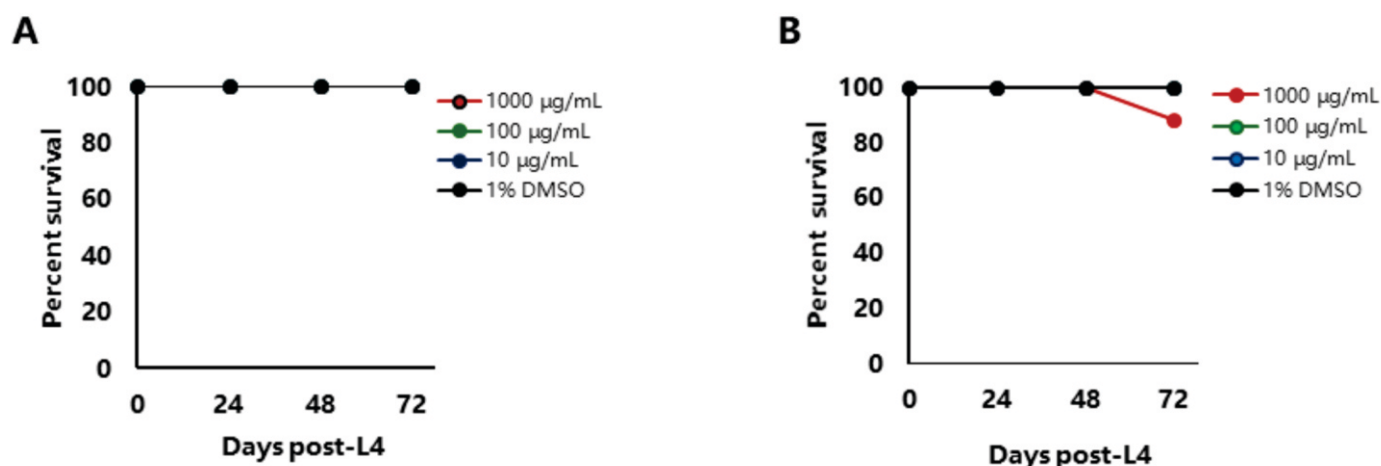 A
Percent survival
100
80
60
40
20
0
0 24 48 72
Days post-L4
1000 µg/mL
100 µg/mL
10 µg/mL
1% DMSO
B
Percent survival
100
80
60
40
20
0
0 24 48 72
Days post-L4
1000 µg/mL
100 µg/mL
10 µg/mL
1% DMSO